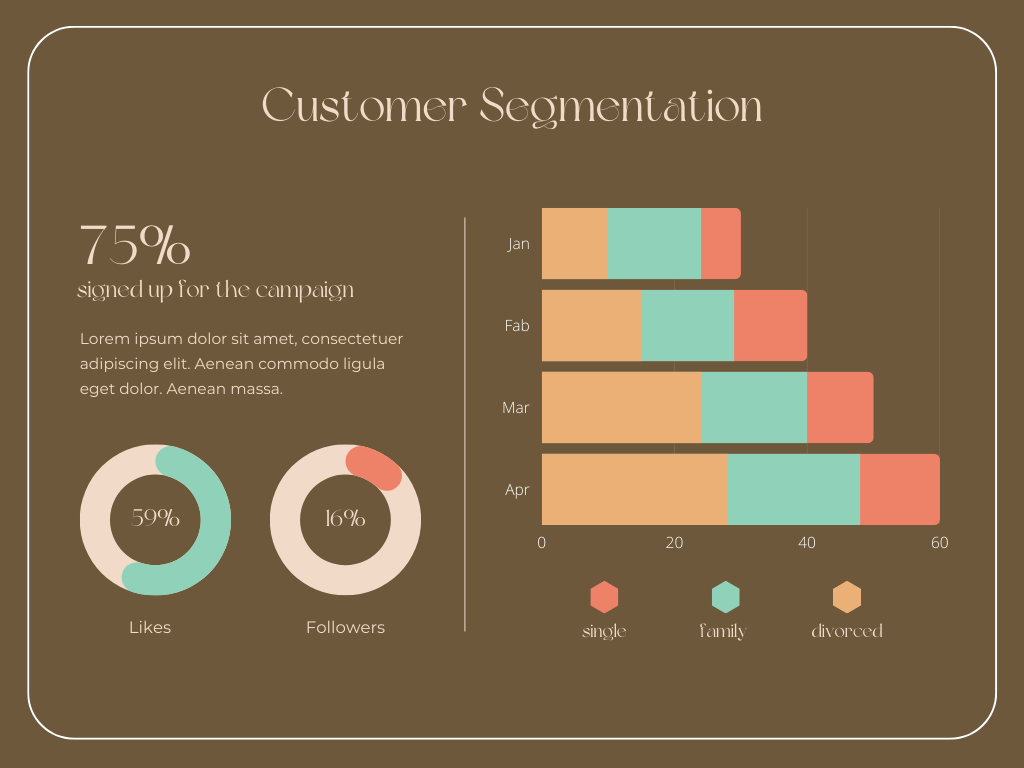 Customer Segmentation
75%
signed up for the campaign
Lorem ipsum dolor sit amet, consectetuer
adipiscing elit. Aenean commodo ligula
eget dolor. Aenean massa.
59%
16%
Likes
Followers
Jan
Fab
Mar
Apr
0 20 40 60
single family divorced